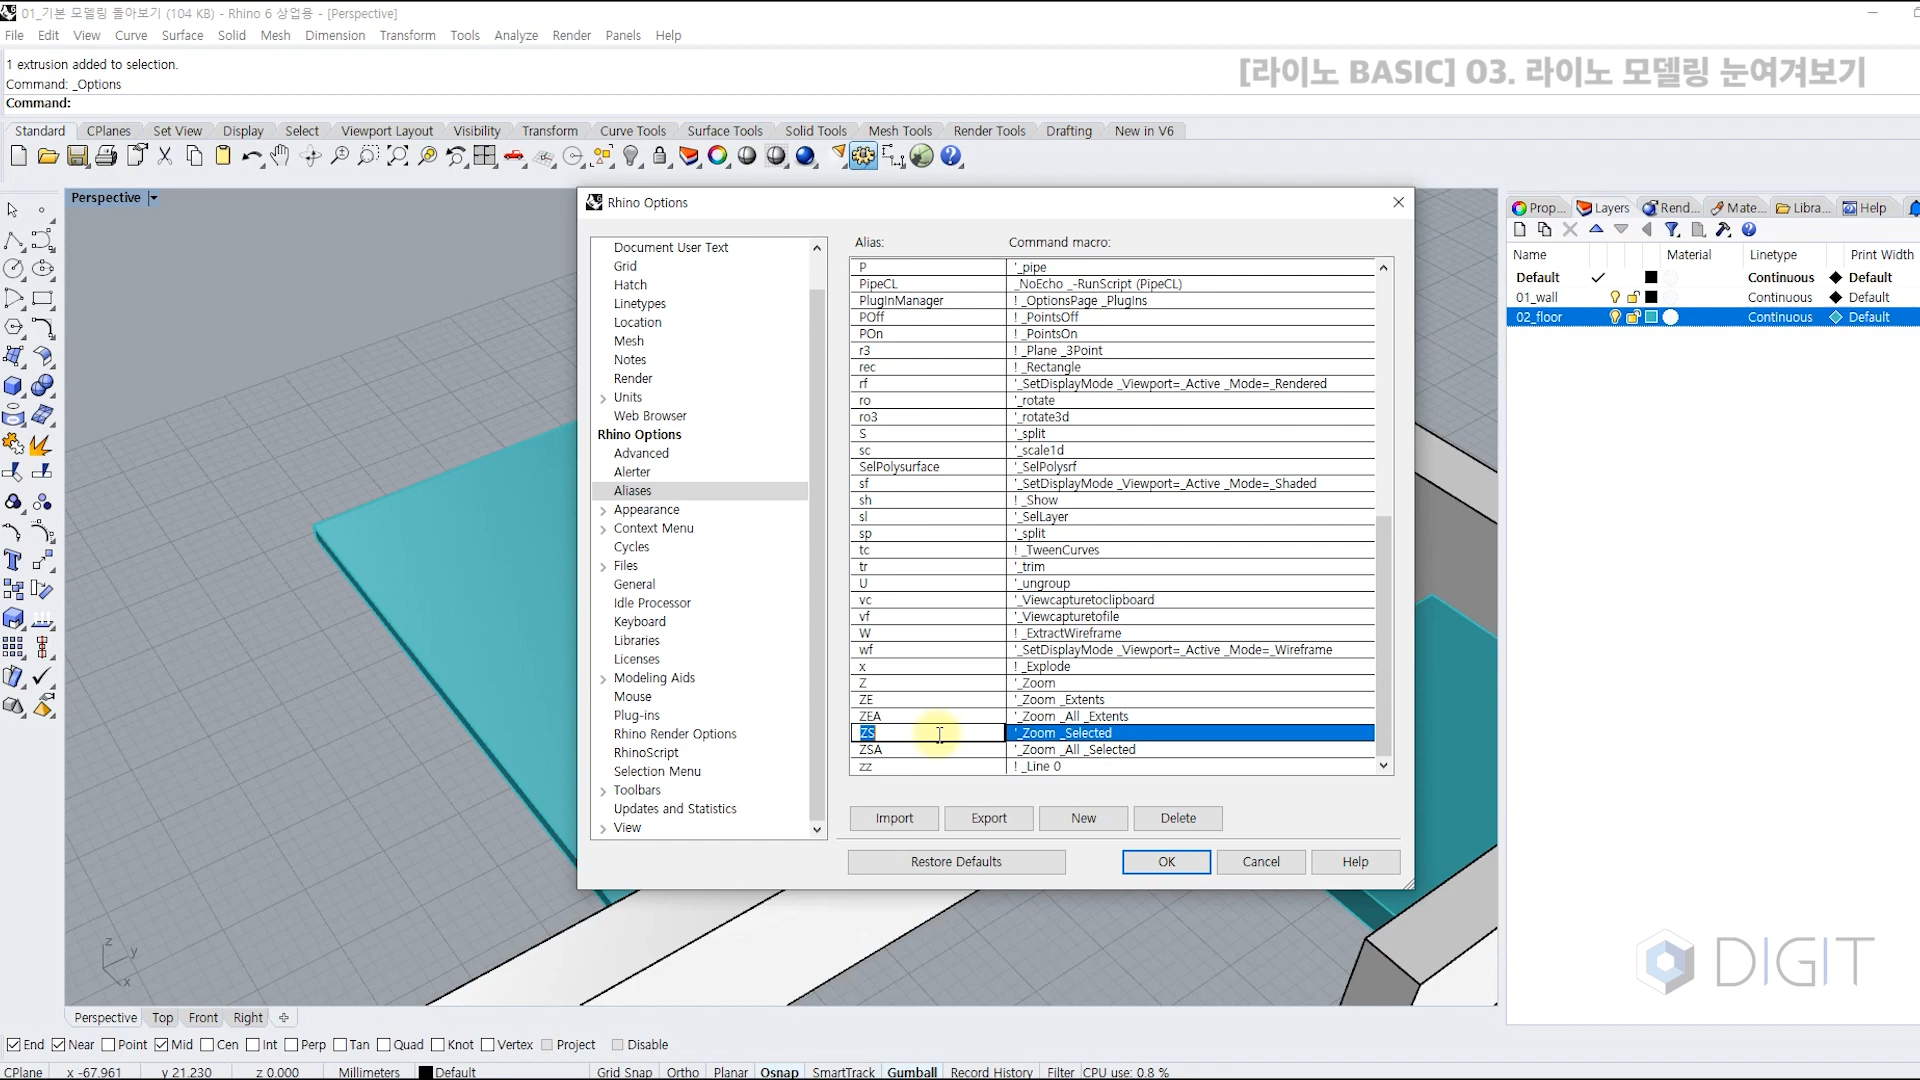 01_기본 모델링 돌아보기 (104 KB) - Rhino 6 상업용 - [Perspective]
File Edit View Curve Surface Solid Mesh Dimension Transform Tools Analyze Render Panels Help
1 extrusion added to selection.
Command: _Options
Command:
[라이노 BASIC] 03. 라이노 모델링 눈여겨보기
Standard CPlanes Set View Display Select Viewport Layout Visibility Transform Curve Tools Surface Tools Solid Tools Mesh Tools Render Tools Drafting New in V6
Perspective
Rhino Options
Document User Text
Grid
Hatch
Linetypes
Location
Mesh
Notes
Render
Units
Web Browser
Rhino Options
Advanced
Alerter
Aliases
Appearance
Context Menu
Cycles
Files
General
Idle Processor
Keyboard
Libraries
Licenses
Modeling Aids
Mouse
Plug-ins
Rhino Render Options
RhinoScript
Selection Menu
Toolbars
Updates and Statistics
View
Alias: Command macro:
P '_pipe
PipeCL _NoEcho _-RunScript (PipeCL)
PlugInManager ! _OptionsPage _PlugIns
POff ! _PointsOff
POn ! _PointsOn
r3 ! _Plane _3Point
rec ! _Rectangle
rf '_SetDisplayMode _Viewport=_Active _Mode=_Rendered
ro '_rotate
ro3 '_rotate3d
S '_split
sc '_scale1d
SelPolysurface '_SelPolysrf
sf '_SetDisplayMode _Viewport=_Active _Mode=_Shaded
sh ! _Show
sl '_SelLayer
sp '_split
tc ! _TweenCurves
tr '_trim
U '_ungroup
vc '_Viewcapturetoclipboard
vf '_Viewcapturetofile
W ! _ExtractWireframe
wf '_SetDisplayMode _Viewport=_Active _Mode=_Wireframe
x ! _Explode
Z '_Zoom
ZE '_Zoom _Extents
ZEA '_Zoom _All _Extents
ZS '_Zoom _Selected
ZSA '_Zoom _All _Selected
zz ! _Line 0
Import Export New Delete
Restore Defaults OK Cancel Help
Prop... Layers Rend... Mate... Libra... Help
Name Material Linetype Print Width
Default Continuous Default
01_wall Continuous Default
02_floor Continuous Default
z
y
x
DIGIT
Perspective Top Front Right
End Near Point Mid Cen Int Perp Tan Quad Knot Vertex Project Disable
CPlane x -67.961 y 21.230 z 0.000 Millimeters Default Grid Snap Ortho Planar Osnap SmartTrack Gumball Record History Filter CPU use: 0.8 %